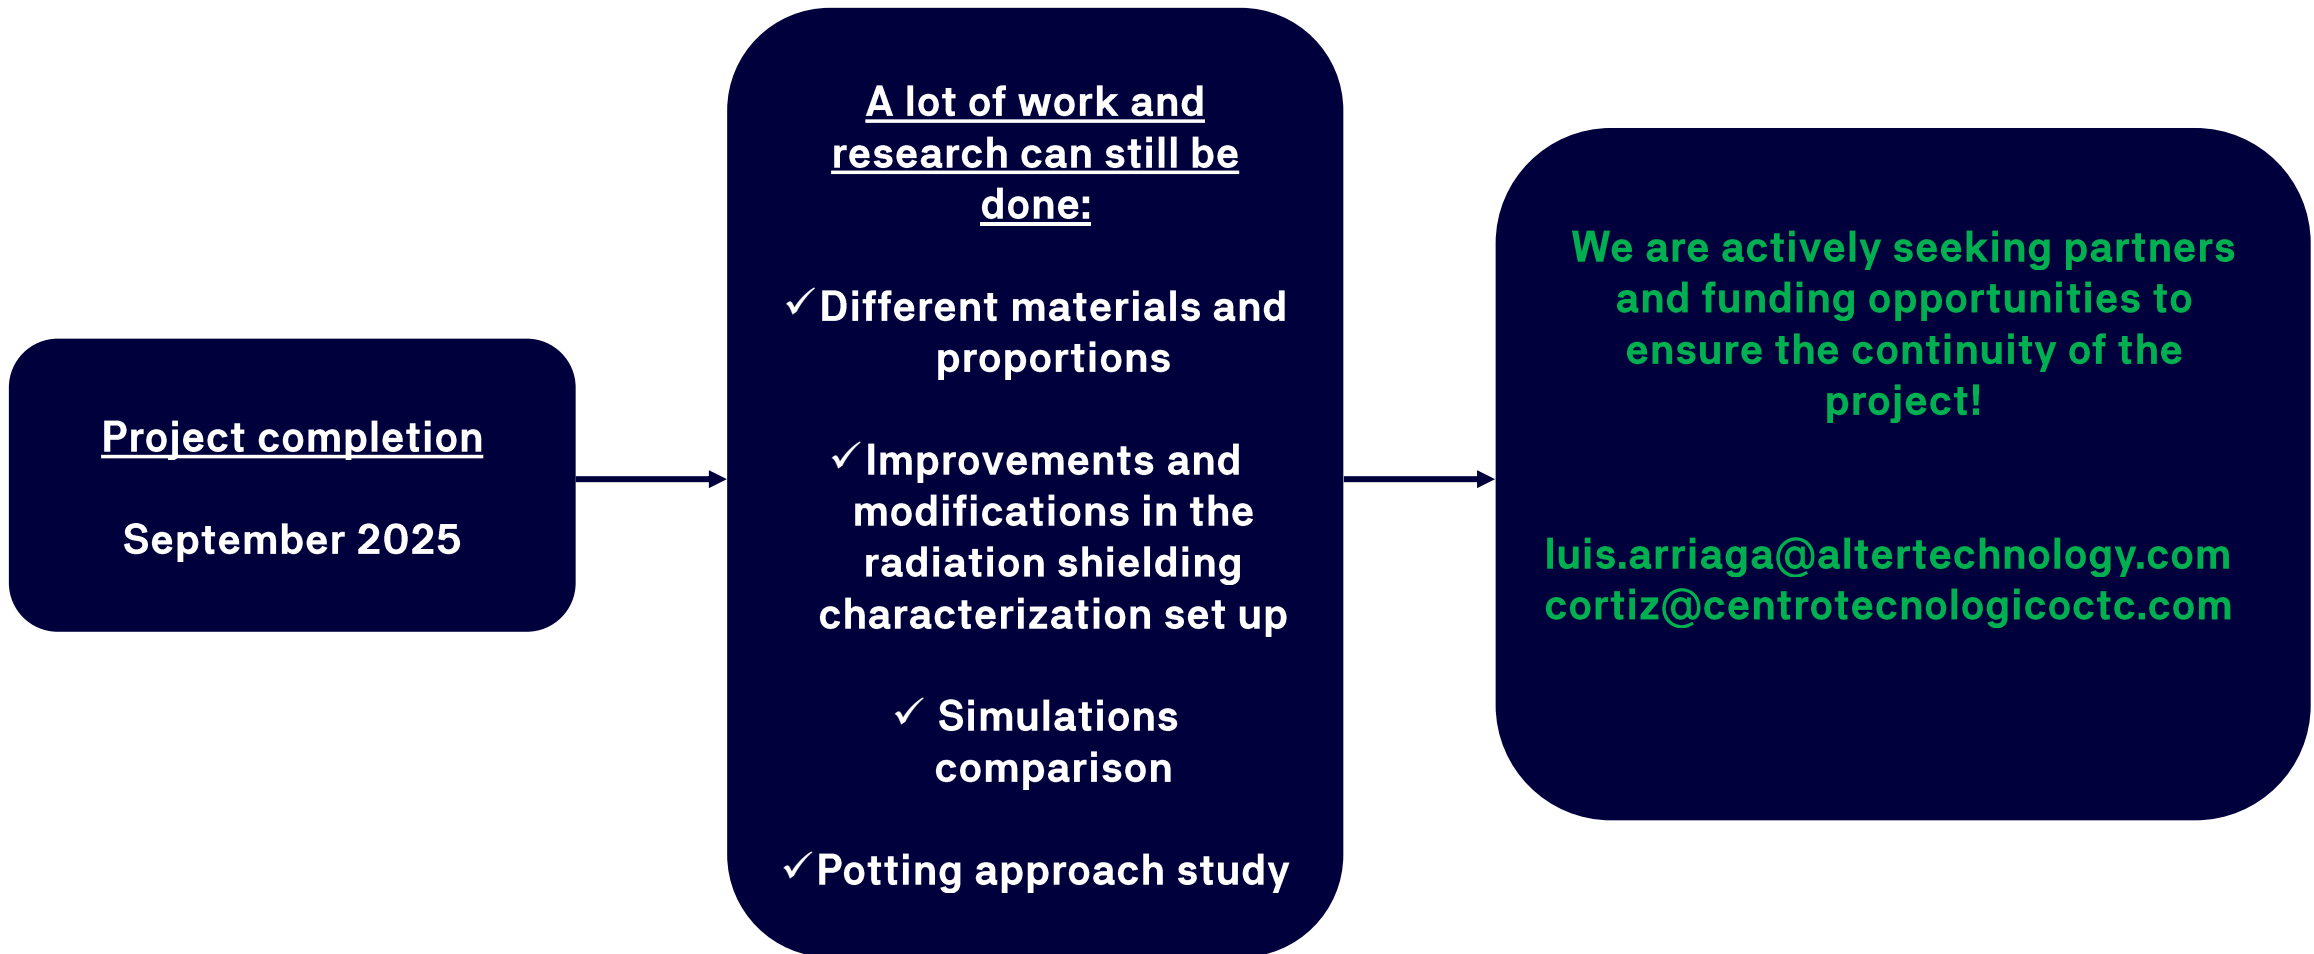 Project completion
September 2025
A lot of work and
research can still be
done:
✓Different materials and
proportions
✓Improvements and
modifications in the
radiation shielding
characterization set up
✓ Simulations
comparison
✓Potting approach study
We are actively seeking partners
and funding opportunities to
ensure the continuity of the
project!
luis.arriaga@altertechnology.com
cortiz@centrotecnologicoctc.com